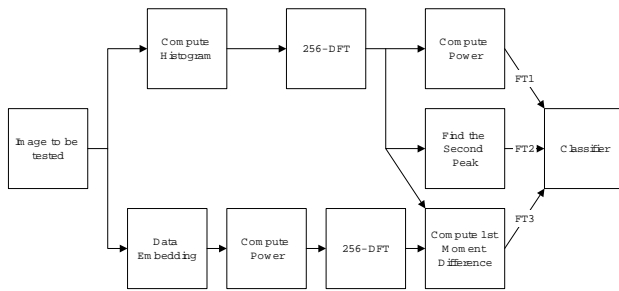 Compute
Histogram
256-DFT
Compute
Power
FT1
Image to be
tested
Find the
Second
Peak
FT2
Classifier
Data
Embedding
Compute
Power
256-DFT
Compute 1st
Moment
Difference
FT3